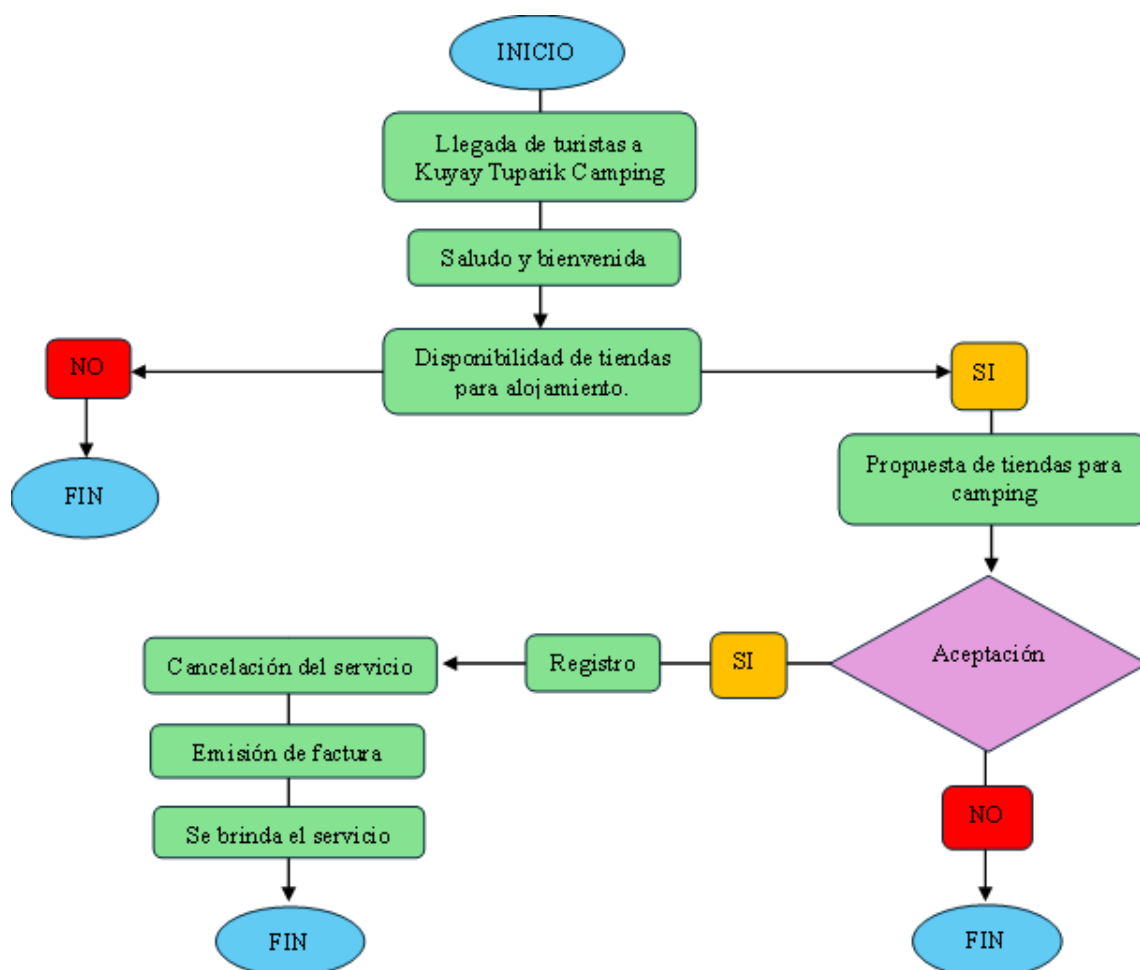 INICIO
Llegada de turistas a
Kuyay Tuparik Camping
Saludo y bienvenida
Disponibilidad de tiendas
para alojamiento.
NO
SI
FIN
Propuesta de tiendas para
camping
Aceptación
SI
Registro
Cancelación del servicio
Emisión de factura
Se brinda el servicio
FIN
NO
FIN